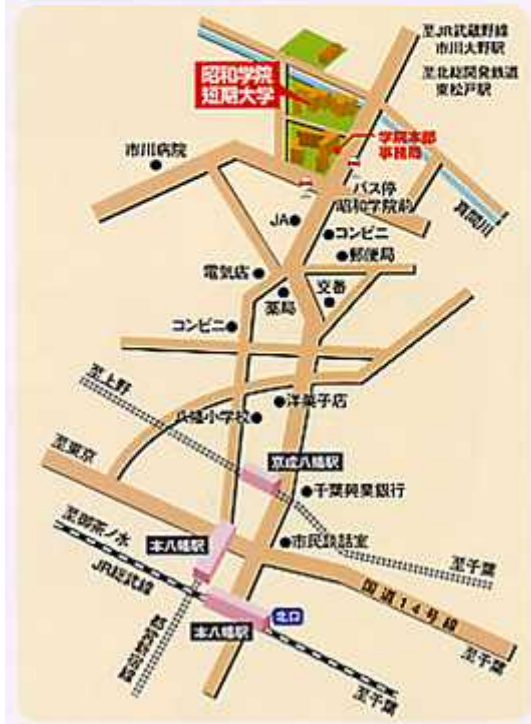 至JR武蔵野線
市川大野駅
至北総開発鉄道
東松戸駅
昭和学院
短期大学
学院本部
事務局
市川病院
バス停
昭和学院前
真間川
JA
コンビニ
郵便局
電気店
交番
薬局
コンビニ
至上野
洋菓子店
八幡小学校
京成八幡駅
至東京
千葉興業銀行
至御茶ノ水
本八幡駅
市民談話室
至千葉
JR総武線
国道14号線
北口
本八幡駅
都営新宿線
至千葉
至千葉